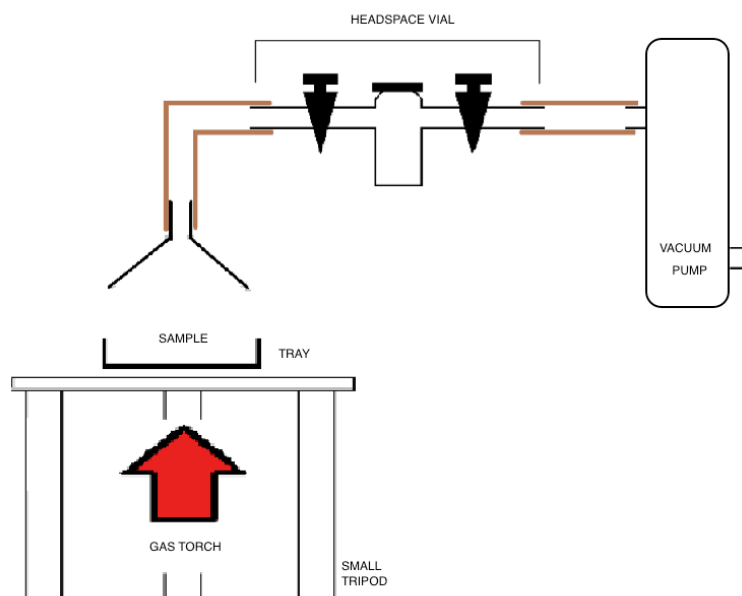 HEADSPACE VIAL
VACUUM
PUMP
SAMPLE
TRAY
GAS TORCH
SMALL
TRIPOD